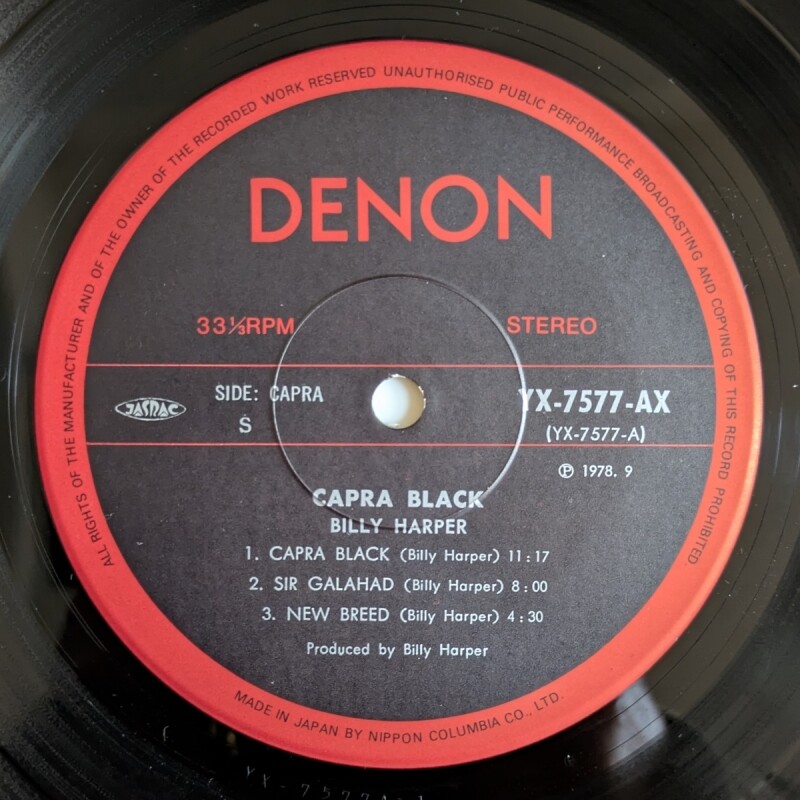 ALL RIGHTS OF THE MANUFACTURER AND OF THE OWNER OF THE RECORDED WORK RESERVED UNAUTHORISED PUBLIC PERFORMANCE BROADCASTING AND COPYING OF THIS RECORD PROHIBITED
DENON
33⅓RPM STEREO
JASRAC SIDE: CAPRA YX-7577-AX
S (YX-7577-A)
Ⓟ 1978. 9
CAPRA BLACK
BILLY HARPER
1. CAPRA BLACK (Billy Harper) 11:17
2. SIR GALAHAD (Billy Harper) 8:00
3. NEW BREED (Billy Harper) 4:30
Produced by Billy Harper
MADE IN JAPAN BY NIPPON COLUMBIA CO., LTD.